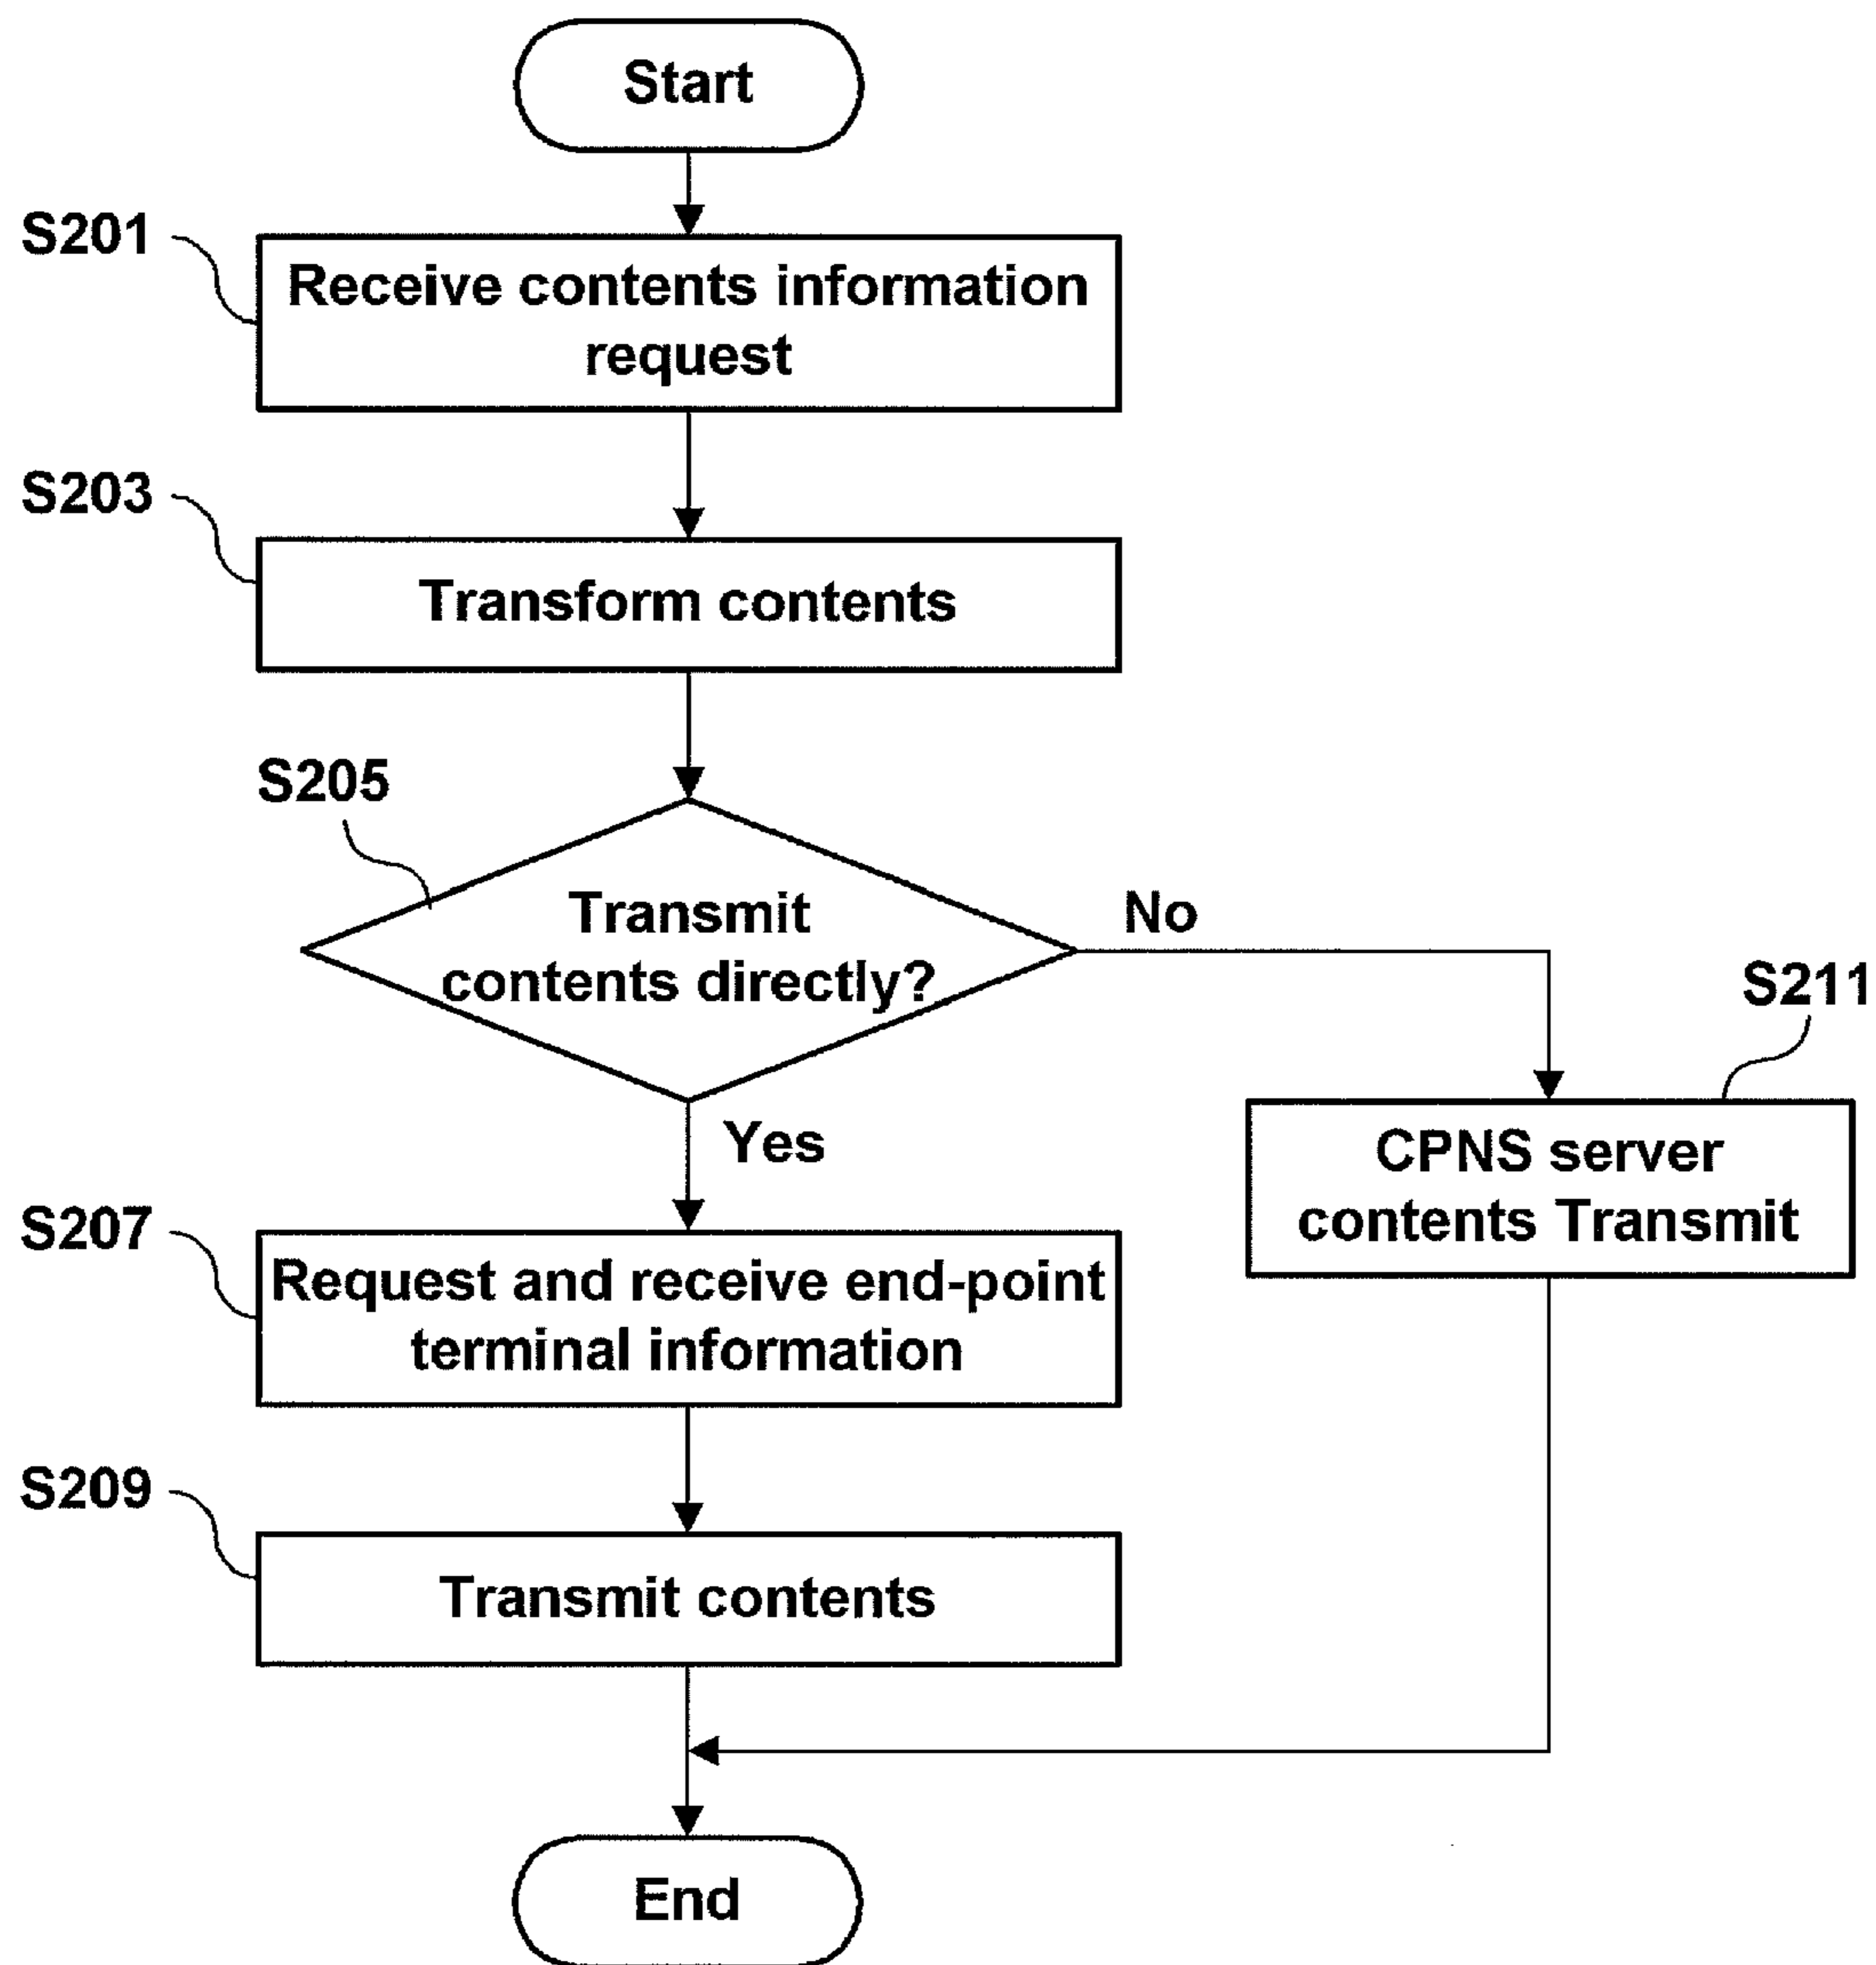 Start
S201
Receive contents information
request
S203
Transform contents
S205
Transmit
contents directly?
No
S211
CPNS server
contents Transmit
Yes
S207
Request and receive end-point
terminal information
S209
Transmit contents
End